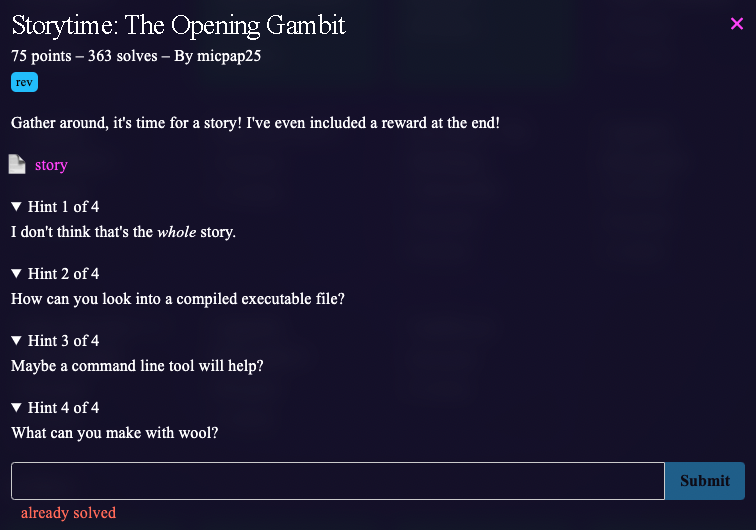 Storytime: The Opening Gambit
×
75 points – 363 solves – By micpap25
rev
Gather around, it's time for a story! I've even included a reward at the end!
story
▼ Hint 1 of 4
I don't think that's the whole story.
▼ Hint 2 of 4
How can you look into a compiled executable file?
▼ Hint 3 of 4
Maybe a command line tool will help?
▼ Hint 4 of 4
What can you make with wool?
Submit
already solved